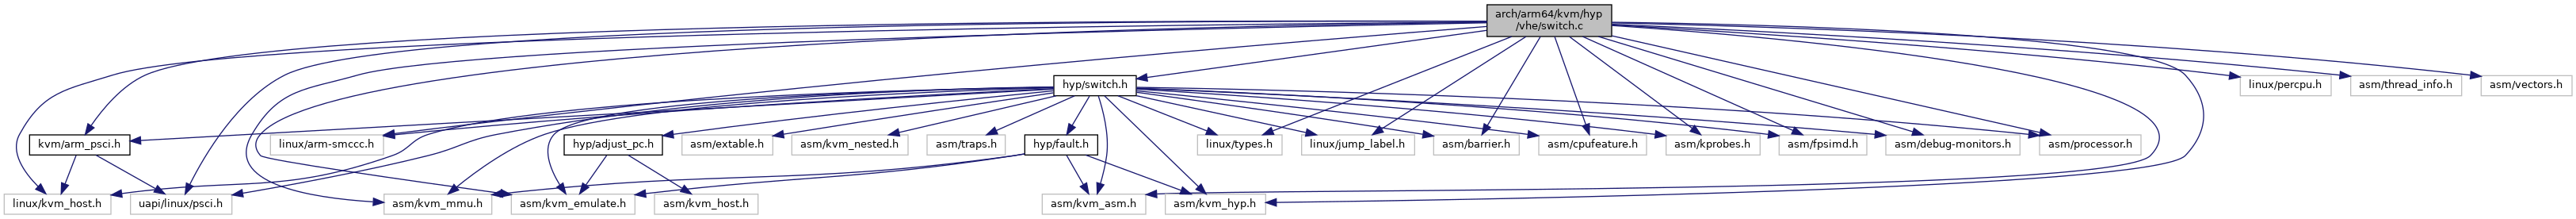 arch/arm64/kvm/hyp
/vhe/switch.c
hyp/switch.h
linux/percpu.h
asm/thread_info.h
asm/vectors.h
kvm/arm_psci.h
linux/arm-smccc.h
hyp/adjust_pc.h
asm/extable.h
asm/kvm_nested.h
asm/traps.h
hyp/fault.h
linux/types.h
linux/jump_label.h
asm/barrier.h
asm/cpufeature.h
asm/kprobes.h
asm/fpsimd.h
asm/debug-monitors.h
asm/processor.h
linux/kvm_host.h
uapi/linux/psci.h
asm/kvm_mmu.h
asm/kvm_emulate.h
asm/kvm_host.h
asm/kvm_asm.h
asm/kvm_hyp.h